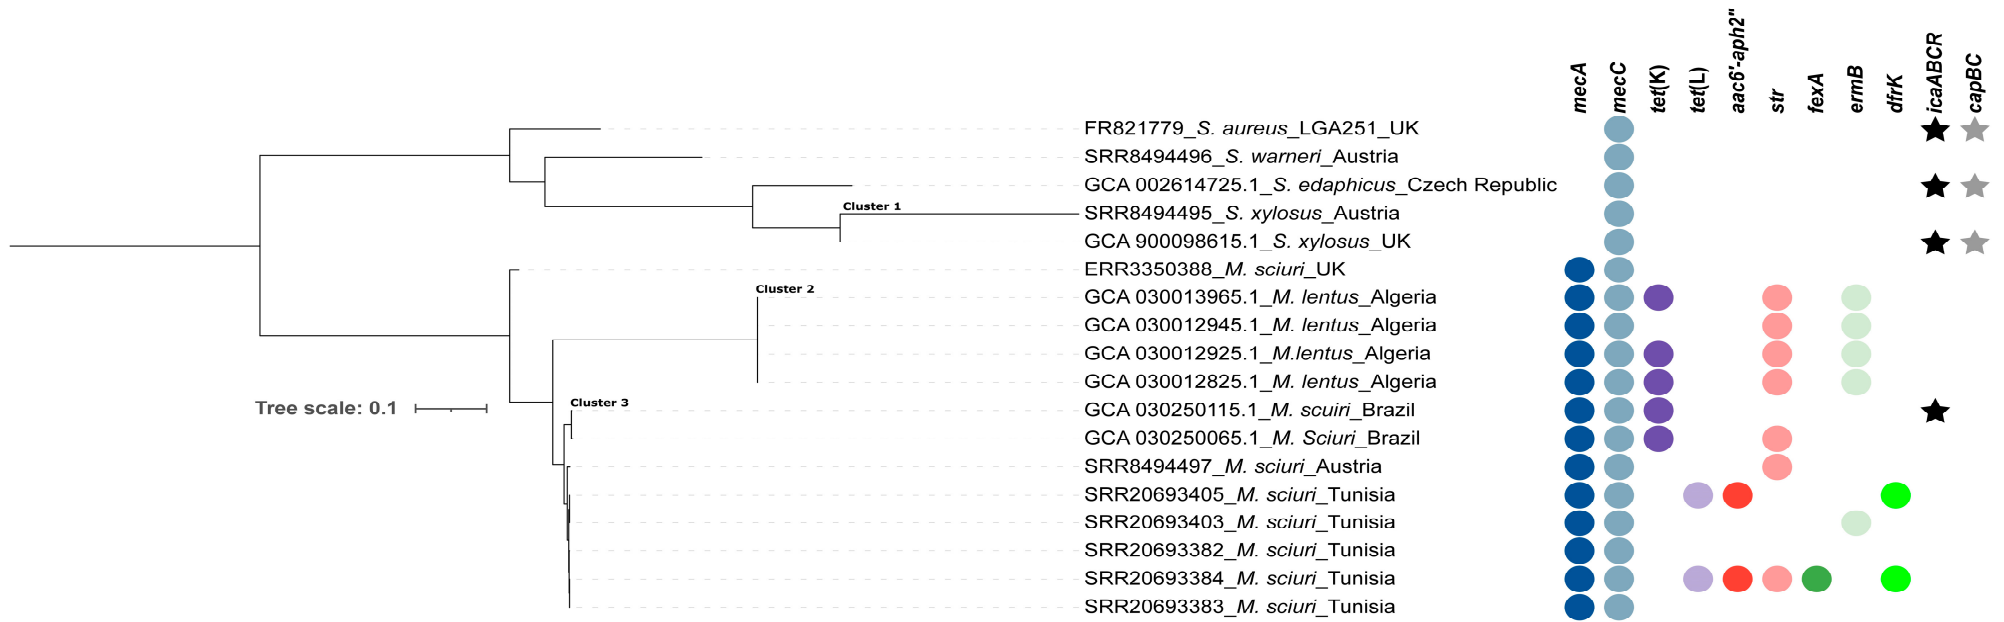 mecA mecC tet(K) tet(L) aac6'-aph2" str fexA ermB dfrK icaABCR capBC
FR821779_S. aureus_LGA251_UK
SRR8494496_S. warneri_Austria
GCA 002614725.1_S. edaphicus_Czech Republic
Cluster 1
SRR8494495_S. xylosus_Austria
GCA 900098615.1_S. xylosus_UK
ERR3350388_M. sciuri_UK
Cluster 2
GCA 030013965.1_M. lentus_Algeria
GCA 030012945.1_M. lentus_Algeria
GCA 030012925.1_M.lentus_Algeria
GCA 030012825.1_M. lentus_Algeria
Tree scale: 0.1
Cluster 3
GCA 030250115.1_M. scuiri_Brazil
GCA 030250065.1_M. Sciuri_Brazil
SRR8494497_M. sciuri_Austria
SRR20693405_M. sciuri_Tunisia
SRR20693403_M. sciuri_Tunisia
SRR20693382_M. sciuri_Tunisia
SRR20693384_M. sciuri_Tunisia
SRR20693383_M. sciuri_Tunisia